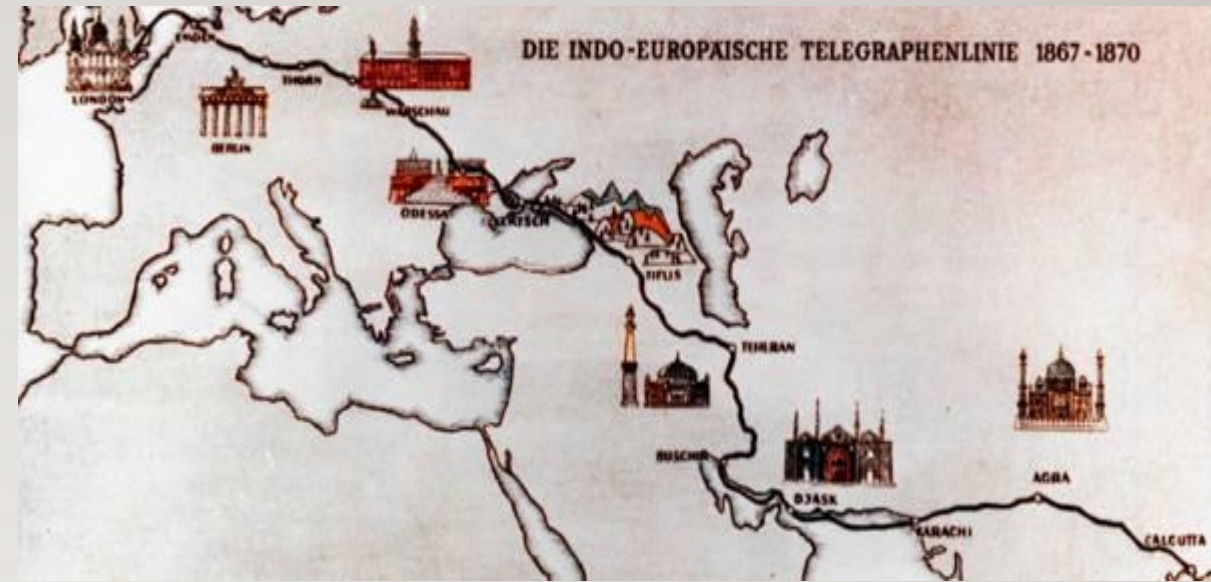 DIE INDO-EUROPÄISCHE TELEGRAPHENLINIE 1867-1870
EMDEN
LONDON
THORN
WARSCHAU
BERLIN
ODESSA
KERTSCH
TIFLIS
TEHERAN
BUSCHIR
DJASK
KARACHI
AGRA
CALCUTTA